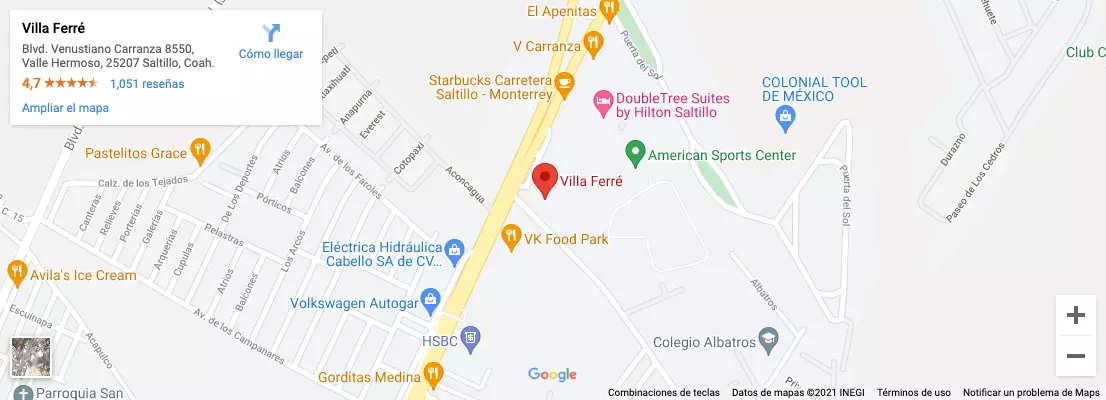 Villa Ferré
Blvd. Venustiano Carranza 8550,
Valle Hermoso, 25207 Saltillo, Coah.
4,7
1,051 reseñas
Ampliar el mapa
Cómo llegar
El Apenitas
V Carranza
Starbucks Carretera
Saltillo - Monterrey
Puerta del Sol
DoubleTree Suites
by Hilton Saltillo
COLONIAL TOOL
DE MÉXICO
Club C
American Sports Center
Durazno
Paseo de Los Cedros
Puerta del Sol
Villa Ferré
Anapurna
Everest
Cotopaxi
Aconcagua
Blvd.
Pastelitos Grace
Calz. de los Tejados
Av. de los Faroles
Atrios
Balcones
De Los Deportes
C. 15
Canteras
Relieves
Porterías
Galerías
Arquerías
Cupulas
Pelastras
Los Arcos
Atrios
Balcones
VK Food Park
Eléctrica Hidráulica
Cabello SA de CV...
Avila's Ice Cream
Volkswagen Autogar
Albatros
Escuinapa
Acapulco
Av. de los Campanares
HSBC
Colegio Albatros
Gorditas Medina
Google
Parroquia San
Combinaciones de teclas
Datos de mapas ©2021 INEGI
Términos de uso
Notificar un problema de Maps